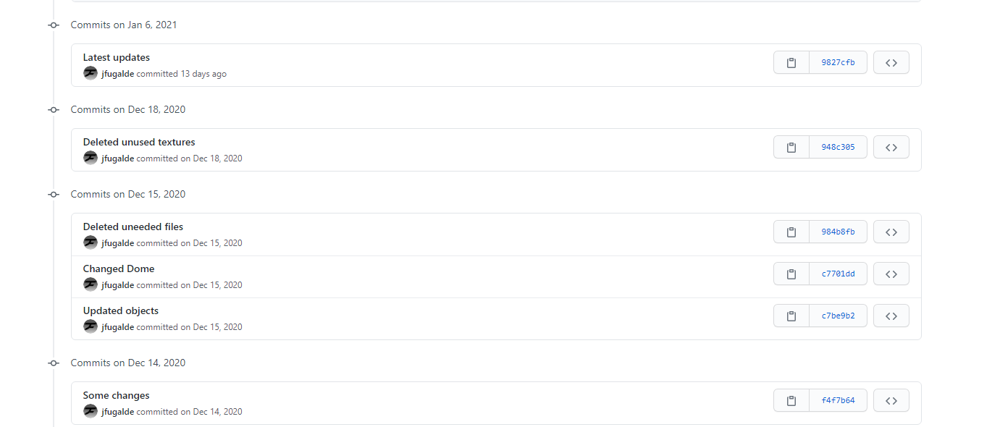 Commits on Jan 6, 2021
Latest updates
jfugalde committed 13 days ago
9827cfb
Commits on Dec 18, 2020
Deleted unused textures
jfugalde committed on Dec 18, 2020
948c305
Commits on Dec 15, 2020
Deleted uneeded files
jfugalde committed on Dec 15, 2020
984b8fb
Changed Dome
jfugalde committed on Dec 15, 2020
c7701dd
Updated objects
jfugalde committed on Dec 15, 2020
c7be9b2
Commits on Dec 14, 2020
Some changes
jfugalde committed on Dec 14, 2020
f4f7b64